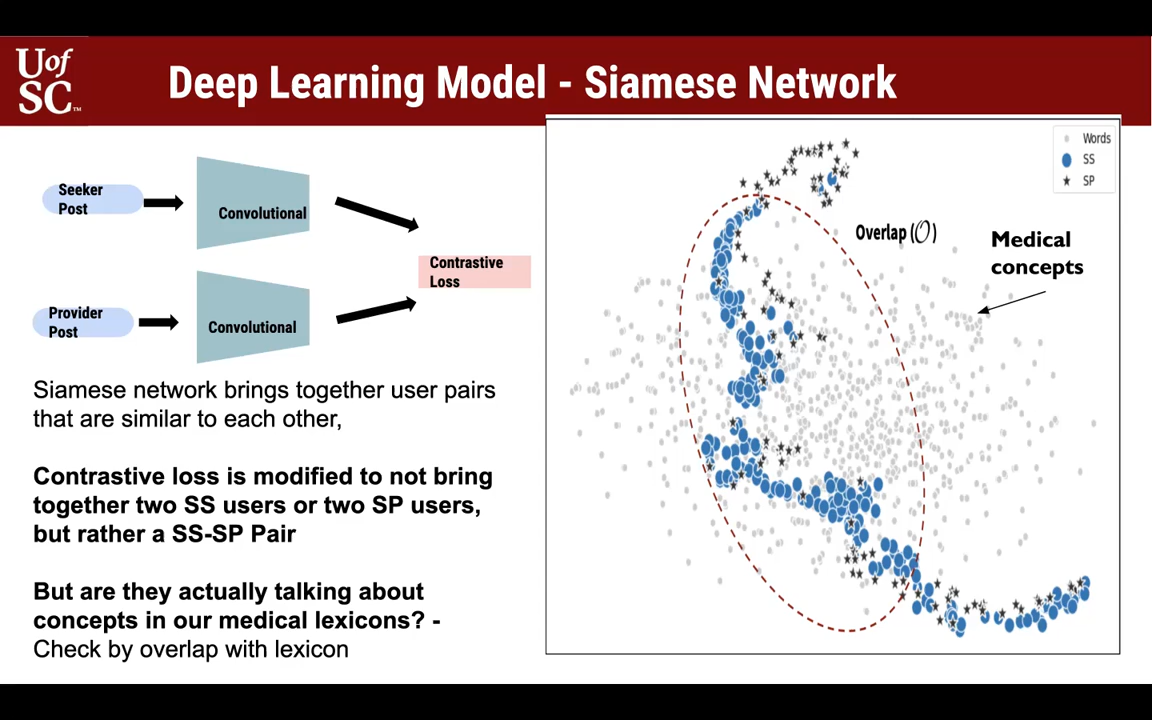 UofSC™
Deep Learning Model - Siamese Network
Seeker
Post
Convolutional
Contrastive
Loss
Provider
Post
Convolutional
Siamese network brings together user pairs
that are similar to each other,
Contrastive loss is modified to not bring
together two SS users or two SP users,
but rather a SS-SP Pair
But are they actually talking about
concepts in our medical lexicons? -
Check by overlap with lexicon
Words
SS
SP
Overlap (𝒪)
Medical
concepts